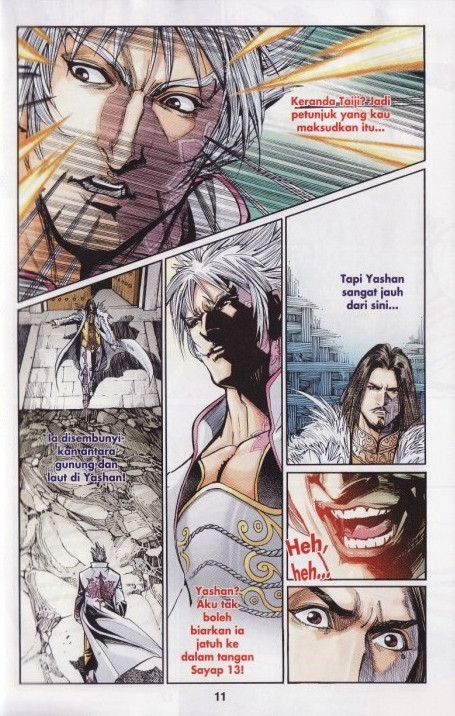 Keranda Taiji? Jadi
petunjuk yang kau
maksudkan itu...
Ia disembunyi-
kan antara
gunung dan
laut di Yashan!
Yashan?
Aku tak
boleh
biarkan ia
jatuh ke
dalam tangan
Sayap 13!
Tapi Yashan
sangat jauh
dari sini...
Heh,
heh...
11